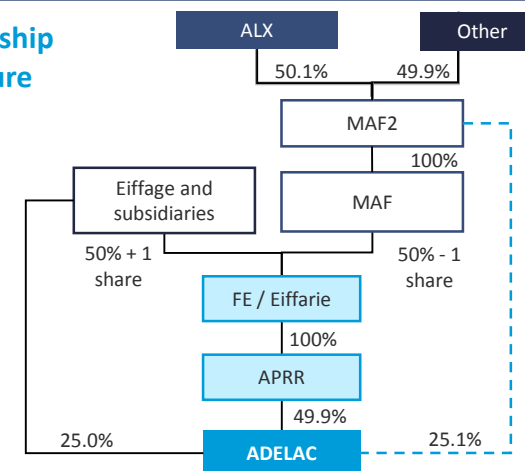 rship
ure
ALX
Other
50.1%
49.9%
MAF2
100%
Eiffage and
subsidiaries
MAF
50% + 1
share
50% - 1
share
FE / Eiffarie
100%
APRR
49.9%
25.0%
ADELAC
25.1%